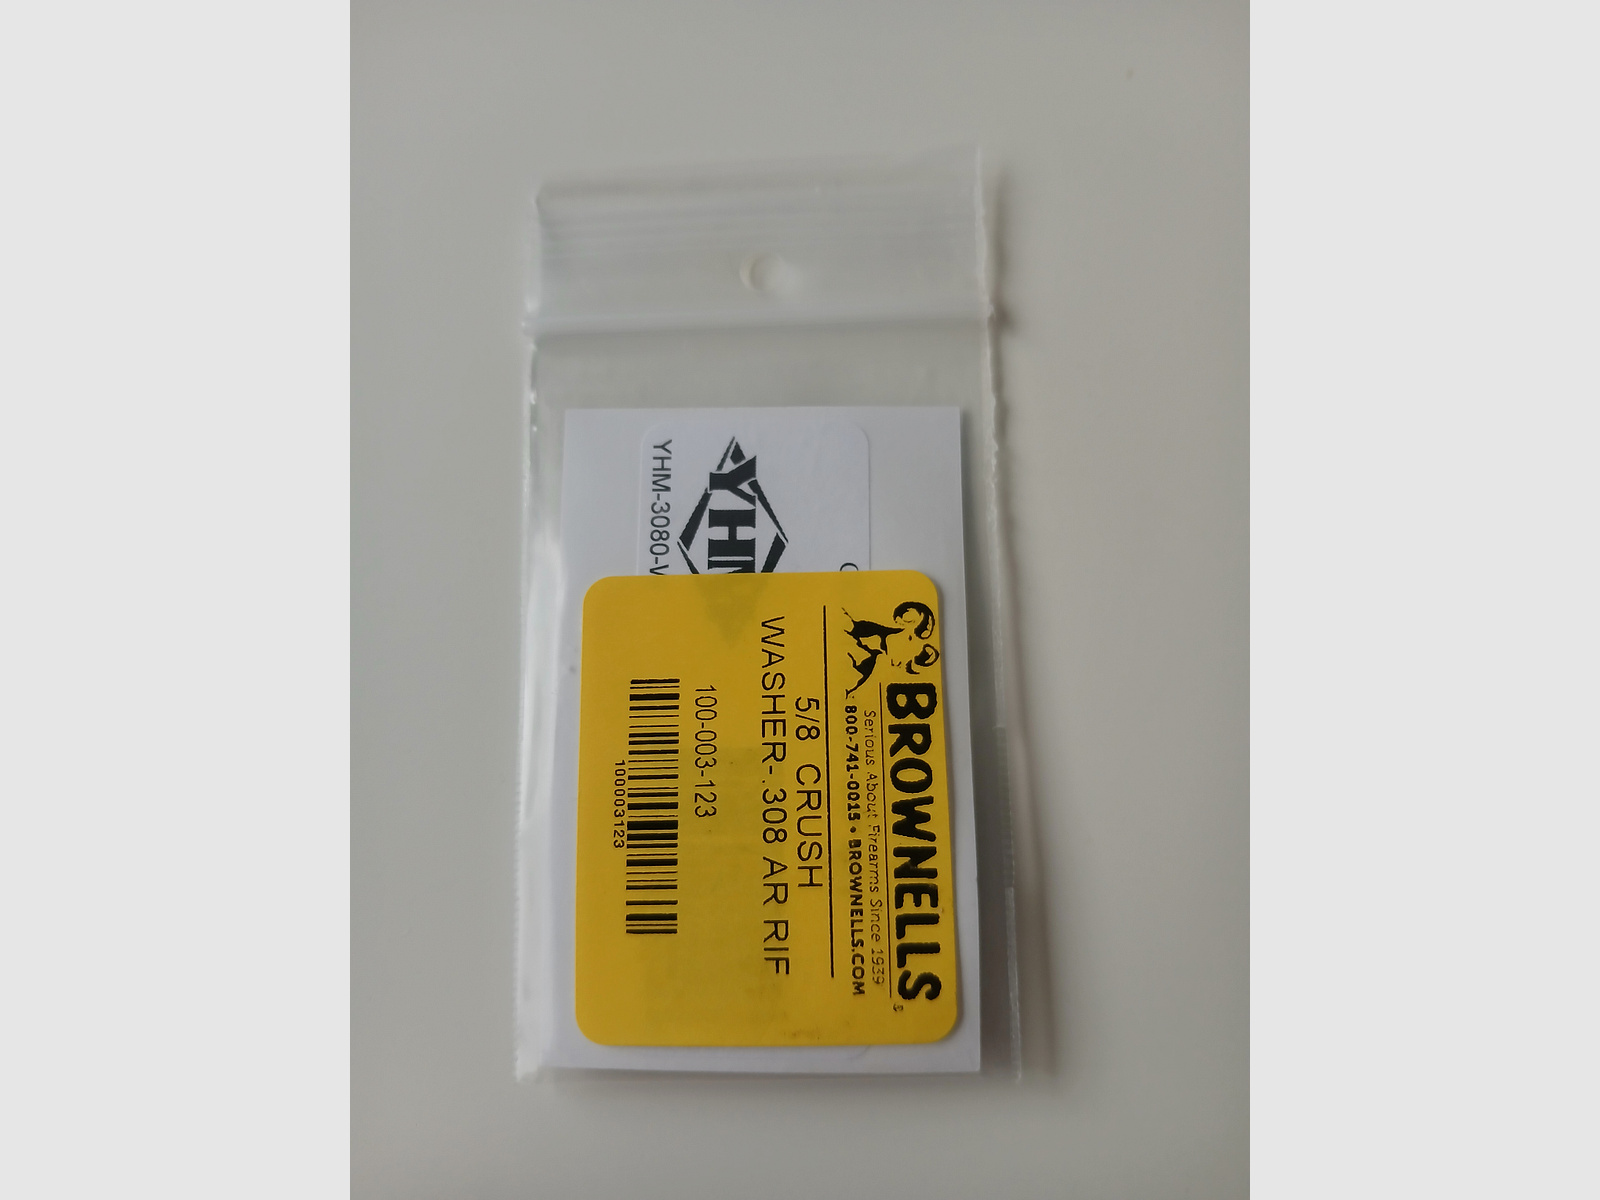 YHM
YHM-3080-
BROWNELLS
Serious About Firearms Since 1939
800-741-0015 • BROWNELLS.COM
5/8 CRUSH
WASHER-.308 AR RIF
100-003-123
100003123